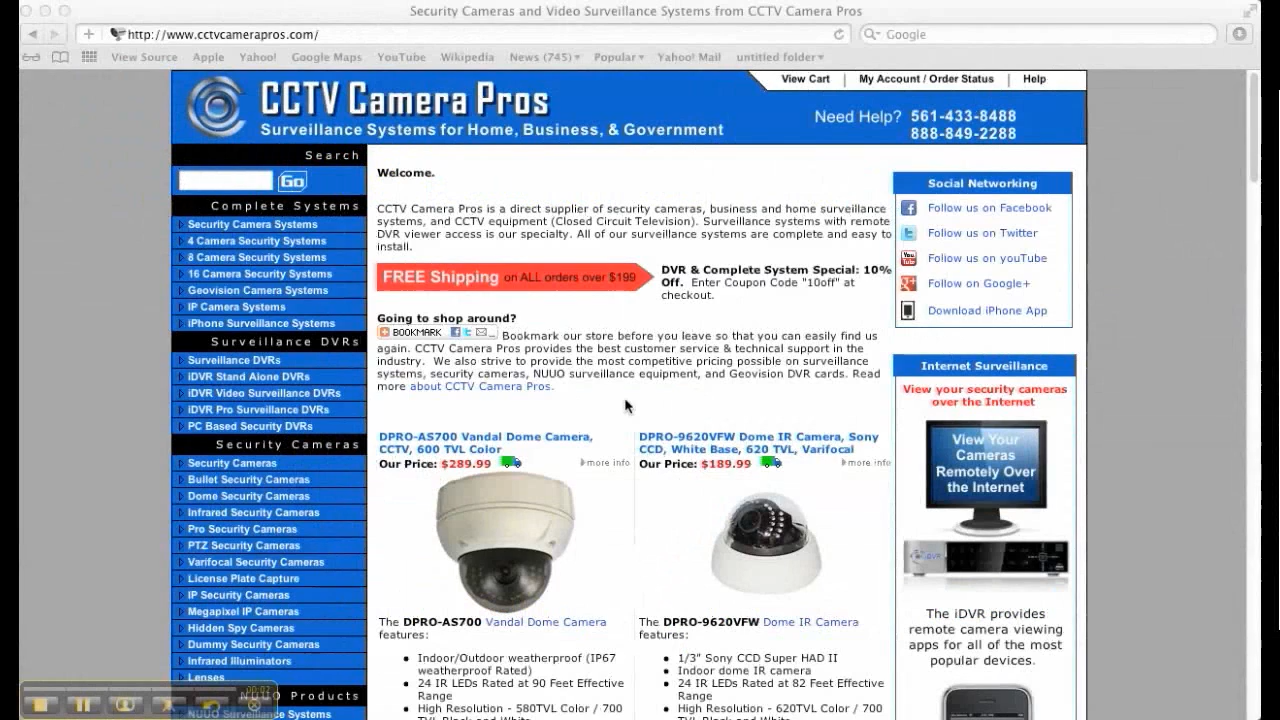 Security Cameras and Video Surveillance Systems from CCTV Camera Pros
http://www.cctvcamerapros.com/
Google
View Source Apple Yahoo! Google Maps YouTube Wikipedia News (745) Popular Yahoo! Mail untitled folder
View Cart | My Account / Order Status | Help
CCTV Camera Pros
Surveillance Systems for Home, Business, & Government
Need Help? 561-433-8488
888-849-2288
Search
Go
Complete Systems
Security Camera Systems
4 Camera Security Systems
8 Camera Security Systems
16 Camera Security Systems
Geovision Camera Systems
IP Camera Systems
iPhone Surveillance Systems
Surveillance DVRs
Surveillance DVRs
iDVR Stand Alone DVRs
iDVR Video Surveillance DVRs
iDVR Pro Surveillance DVRs
PC Based Security DVRs
Security Cameras
Security Cameras
Bullet Security Cameras
Dome Security Cameras
Infrared Security Cameras
Pro Security Cameras
PTZ Security Cameras
Varifocal Security Cameras
License Plate Capture
IP Security Cameras
Megapixel IP Cameras
Hidden Spy Cameras
Dummy Security Cameras
Infrared Illuminators
Lenses
NUUO Products
NUUO Surveillance Systems
Welcome.
CCTV Camera Pros is a direct supplier of security cameras, business and home surveillance
systems, and CCTV equipment (Closed Circuit Television). Surveillance systems with remote
DVR viewer access is our specialty. All of our surveillance systems are complete and easy to
install.
FREE Shipping on ALL orders over $199
DVR & Complete System Special: 10%
Off. Enter Coupon Code "10off" at
checkout.
Going to shop around?
BOOKMARK Bookmark our store before you leave so that you can easily find us
again. CCTV Camera Pros provides the best customer service & technical support in the
industry. We also strive to provide the most competitive pricing possible on surveillance
systems, security cameras, NUUO surveillance equipment, and Geovision DVR cards. Read
more about CCTV Camera Pros.
DPRO-AS700 Vandal Dome Camera,
CCTV, 600 TVL Color
Our Price: $289.99 more info
The DPRO-AS700 Vandal Dome Camera
features:
Indoor/Outdoor weatherproof (IP67
weatherproof Rated)
24 IR LEDs Rated at 90 Feet Effective
Range
High Resolution - 580TVL Color / 700
TVL Black and White
DPRO-9620VFW Dome IR Camera, Sony
CCD, White Base, 620 TVL, Varifocal
Our Price: $189.99 more info
The DPRO-9620VFW Dome IR Camera
features:
1/3" Sony CCD Super HAD II
Indoor dome IR camera
24 IR LEDs Rated at 82 Feet Effective
Range
High Resolution - 620TVL Color / 700
TVL Black and White
Social Networking
Follow us on Facebook
Follow us on Twitter
You Tube Follow us on youTube
Follow on Google+
Download iPhone App
Internet Surveillance
View your security cameras
over the Internet
View Your
Cameras
Remotely Over
the Internet
iDVR
The iDVR provides
remote camera viewing
apps for all of the most
popular devices.